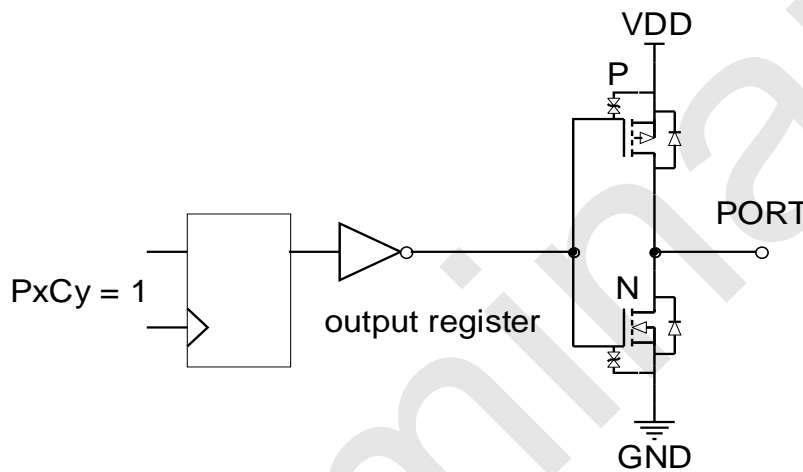 VDD
P
PORT
PxCy = 1
N
output register
GND